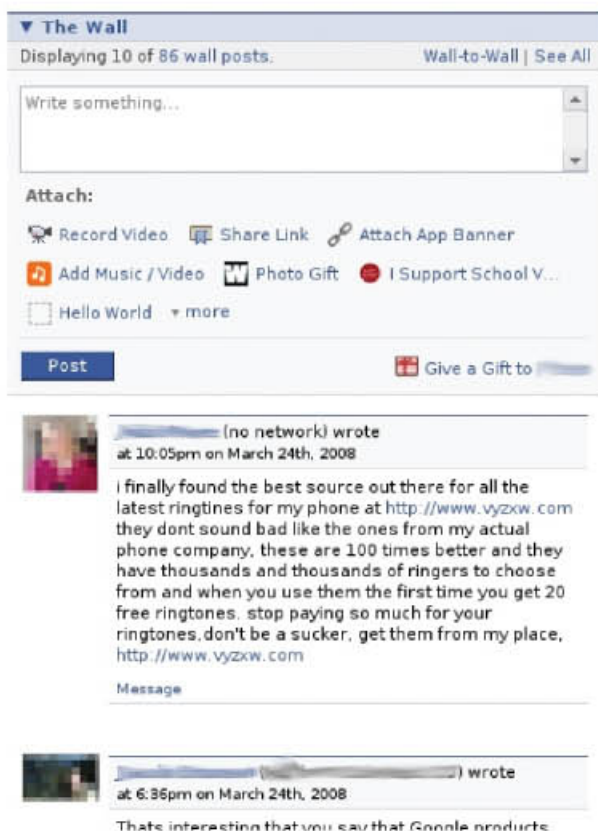 ▼ The Wall
Displaying 10 of 86 wall posts. Wall-to-Wall | See All
Write something...
Attach:
Record Video Share Link Attach App Banner
Add Music / Video Photo Gift I Support School V...
Hello World ▾ more
Post Give a Gift to
(no network) wrote
at 10:05pm on March 24th, 2008
i finally found the best source out there for all the
latest ringtines for my phone at http://www.vyzxw.com
they dont sound bad like the ones from my actual
phone company, these are 100 times better and they
have thousands and thousands of ringers to choose
from and when you use them the first time you get 20
free ringtones. stop paying so much for your
ringtones,don't be a sucker, get them from my place,
http://www.vyzxw.com
Message
( ) wrote
at 6:36pm on March 24th, 2008
Thats interesting that you say that Google products